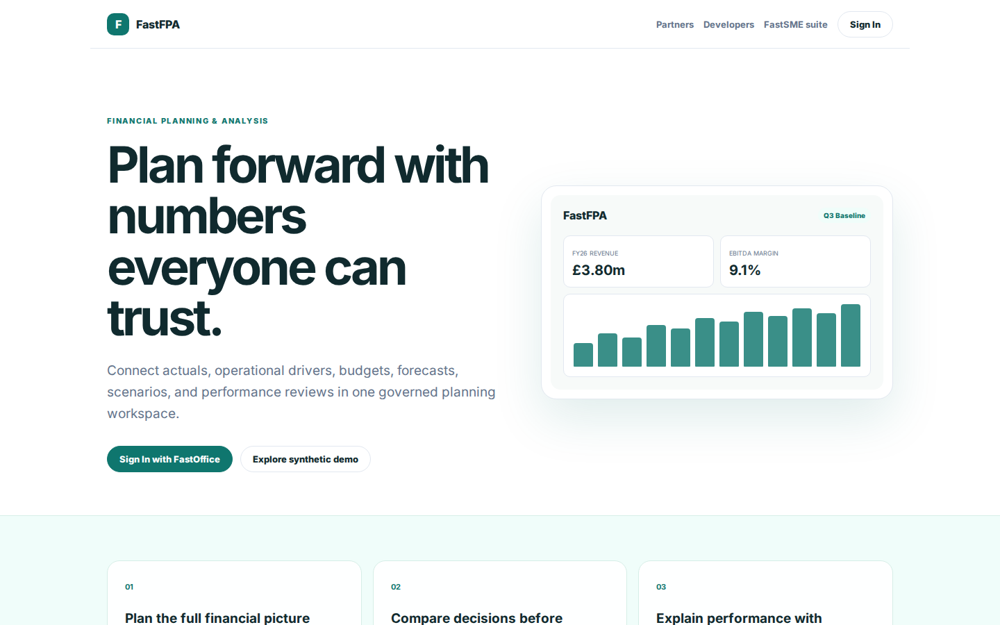 F
FastFPA
Partners
Developers
FastSME suite
Sign In
FINANCIAL PLANNING & ANALYSIS
Plan forward with
numbers
everyone can
trust.
Connect actuals, operational drivers, budgets, forecasts,
scenarios, and performance reviews in one governed planning
workspace.
Sign In with FastOffice
Explore synthetic demo
FastFPA
Q3 Baseline
FY26 REVENUE
£3.80m
EBITDA MARGIN
9.1%
01
Plan the full financial picture
02
Compare decisions before
03
Explain performance with